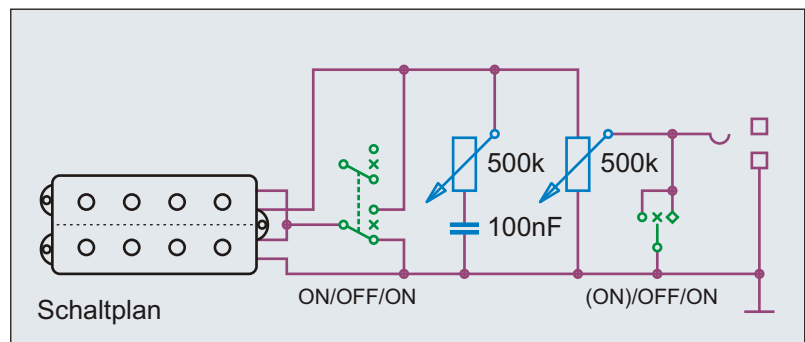 500k
500k
100nF
ON/OFF/ON
(ON)/OFF/ON
Schaltplan